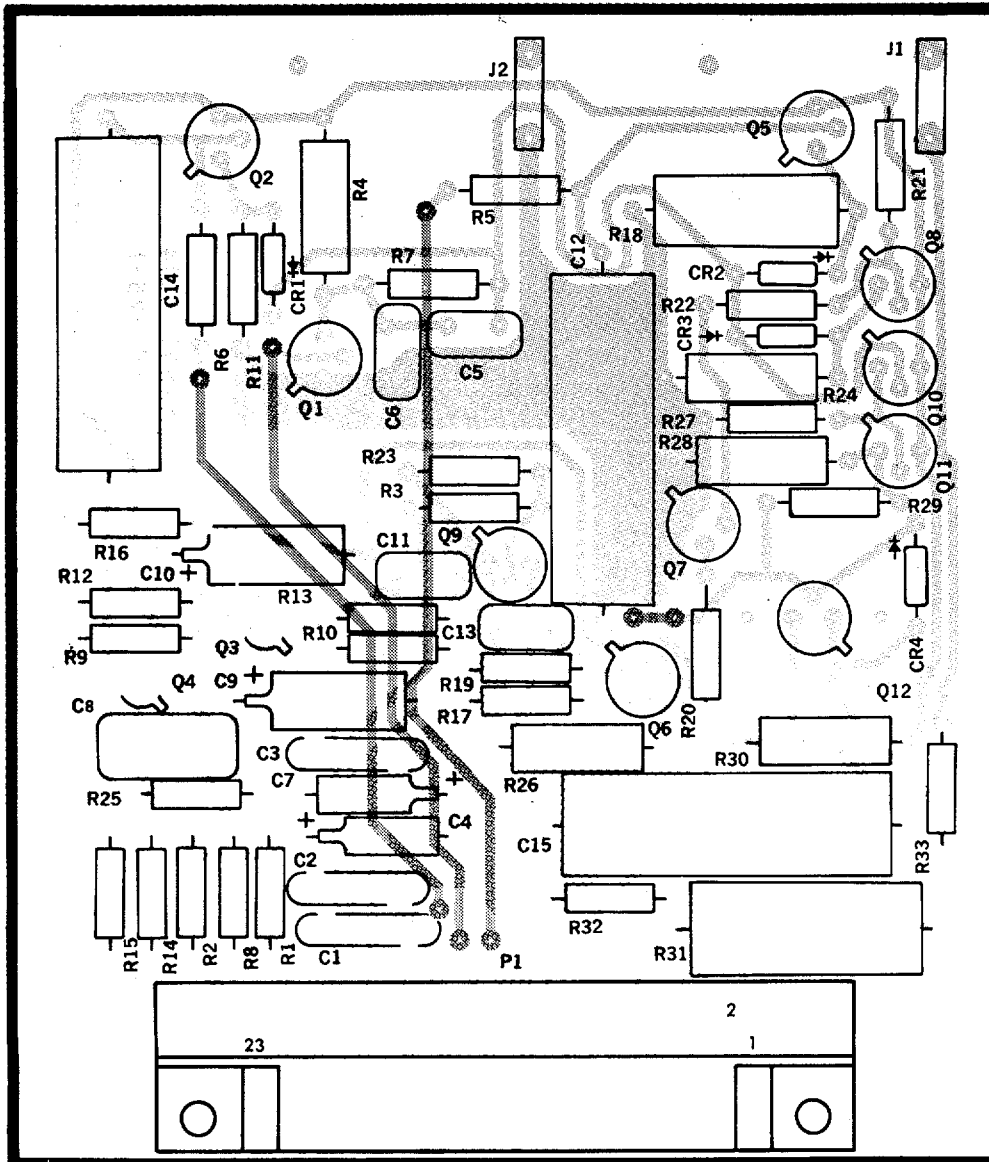 J1
J2
Q5
Q2
R4
R21
R5
R18
Q8
C12
R7
CR2
C14
CR1
R22
CR3
R6
R11
C5
Q1
C6
R24
Q10
R27
R28
Q11
R23
R3
R29
Q9
R16
C11
Q7
+
C10
R12
R13
R10
C13
Q3
R9
CR4
+
C9
Q4
R19
Q12
C8
R17
Q6
R20
C3
R30
C7
+
R26
R25
+
C4
C15
R33
C2
R32
R15
R14
R2
R8
R1
C1
P1
R31
2
23
1